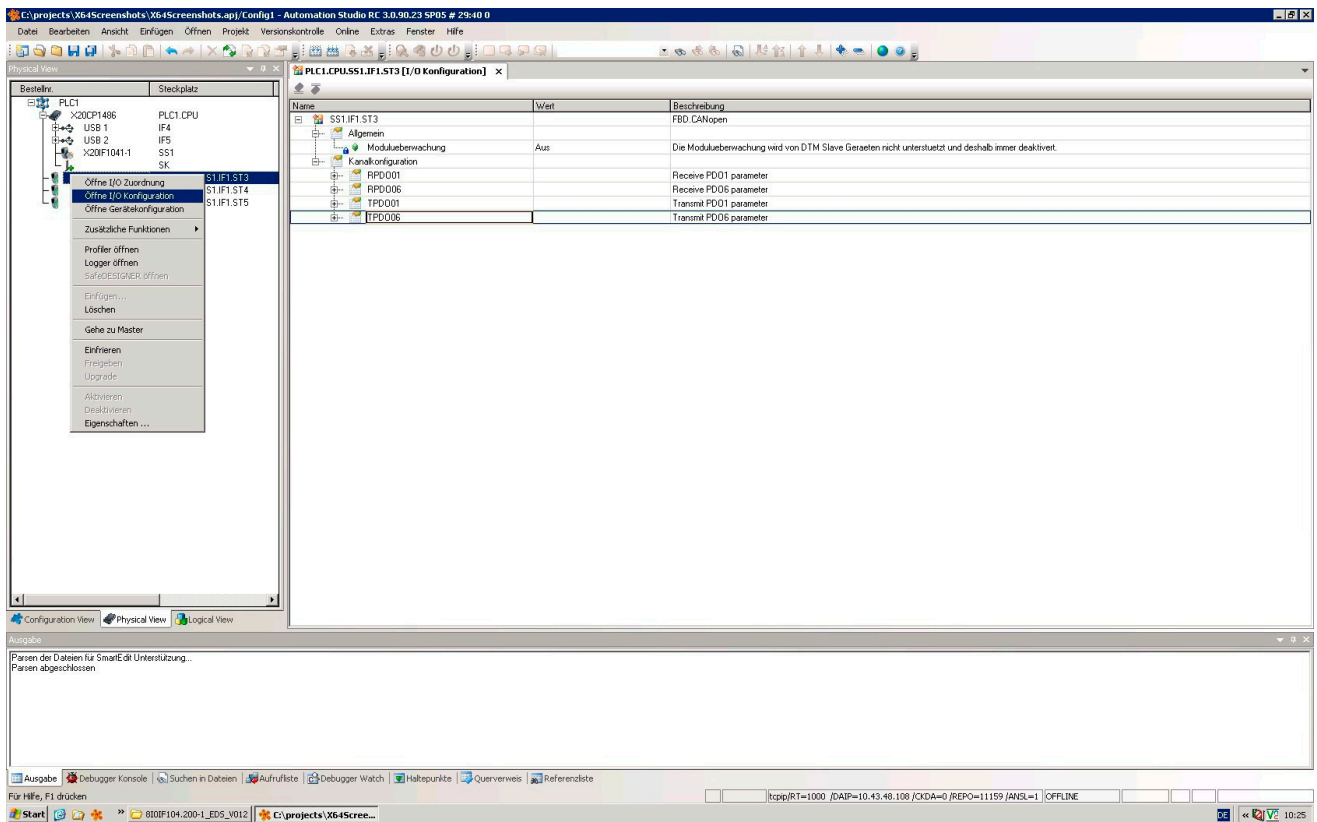 C:\projects\X64Screenshots\X64Screenshots.apj/Config1 - Automation Studio RC 3.0.90.23 SP05 # 29:40 0
Datei Bearbeiten Ansicht Einfügen Öffnen Projekt Versionskontrolle Online Extras Fenster Hilfe
Physical View
PLC1.CPU.SS1.IF1.ST3 [I/O Konfiguration]
Bestellnr. Steckplatz
PLC1
X20CP1486 PLC1.CPU
USB 1 IF4
USB 2 IF5
X20IF1041-1 SS1
SK
S1.IF1.ST3
S1.IF1.ST4
S1.IF1.ST5
Öffne I/O Zuordnung
Öffne I/O Konfiguration
Öffne Gerätekonfiguration
Zusätzliche Funktionen
Profiler öffnen
Logger öffnen
SafeDESIGNER öffnen
Einfügen...
Löschen
Gehe zu Master
Einfrieren
Freigeben
Upgrade
Aktivieren
Deaktivieren
Eigenschaften ...
Name Wert Beschreibung
SS1.IF1.ST3 FBD.CANopen
Allgemein
Modulueberwachung Aus Die Modulueberwachung wird von DTM Slave Geraeten nicht unterstuetzt und deshalb immer deaktivert.
Kanalkonfiguration
RPDO01 Receive PDO1 parameter
RPDO06 Receive PDO6 parameter
TPDO01 Transmit PDO1 parameter
TPDO06 Transmit PDO6 parameter
Configuration View Physical View Logical View
Ausgabe
Parsen der Dateien für SmartEdit Unterstützung...
Parsen abgeschlossen
Ausgabe Debugger Konsole Suchen in Dateien Aufrufliste Debugger Watch Haltepunkte Querverweis Referenzliste
Für Hilfe, F1 drücken tcpip/RT=1000 /DAIP=10.43.48.108 /CKDA=0 /REPO=11159 /ANSL=1 OFFLINE
Start 8I0IF104.200-1_EDS_V012 C:\projects\X64Scree... DE 10:25